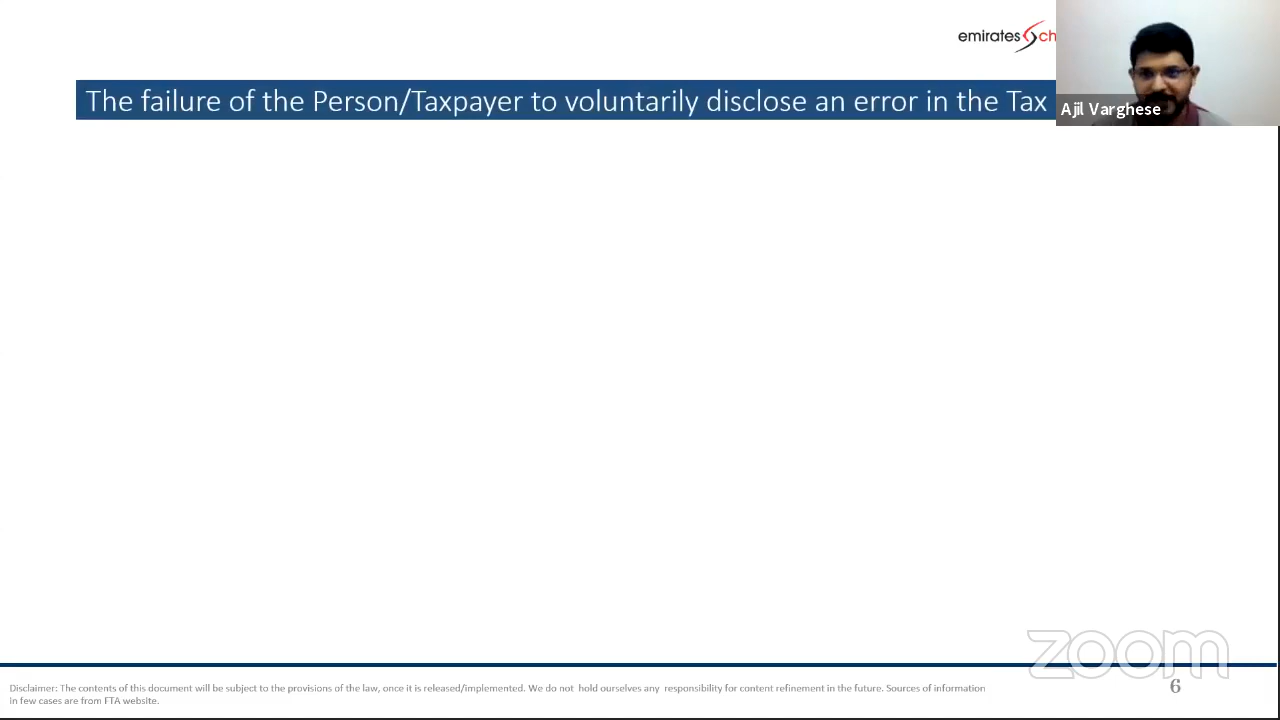 emirates ch
The failure of the Person/Taxpayer to voluntarily disclose an error in the Tax
Ajil Varghese
zoom
Disclaimer: The contents of this document will be subject to the provisions of the law, once it is released/implemented. We do not hold ourselves any responsibility for content refinement in the future. Sources of information
in few cases are from FTA website.
6